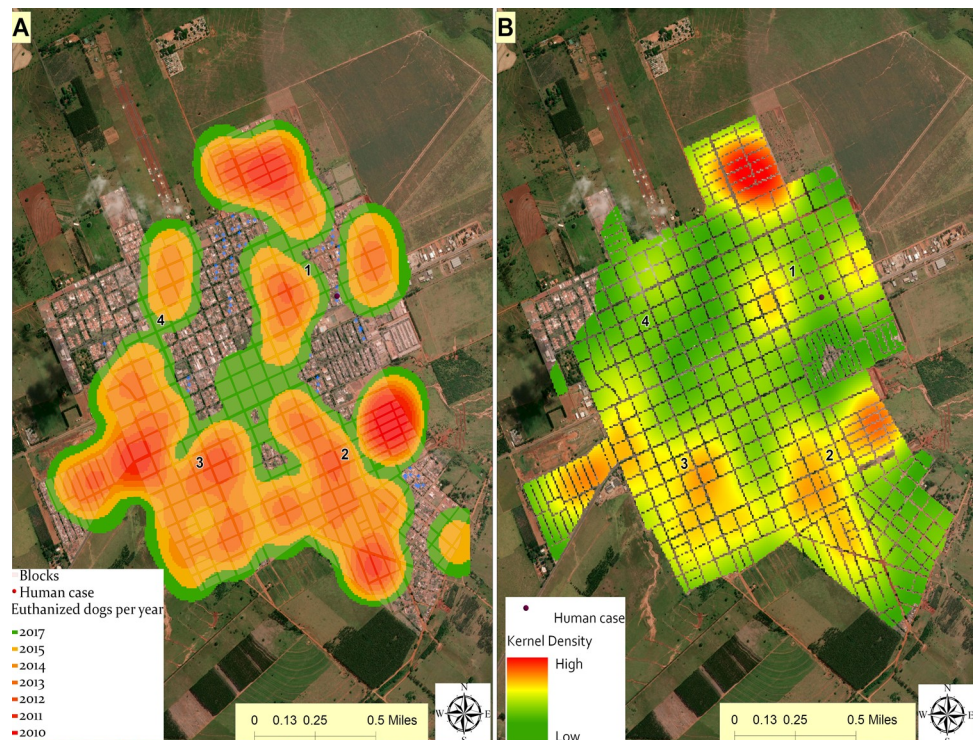 A
1
4
3
2
Blocks
Human case
Euthanized dogs per year
2017
2015
2014
2013
2012
2011
2010
0 0.13 0.25 0.5 Miles
N
W E
S
B
1
4
3
2
Human case
Kernel Density
High
Low
0 0.13 0.25 0.5 Miles
N
W E
S